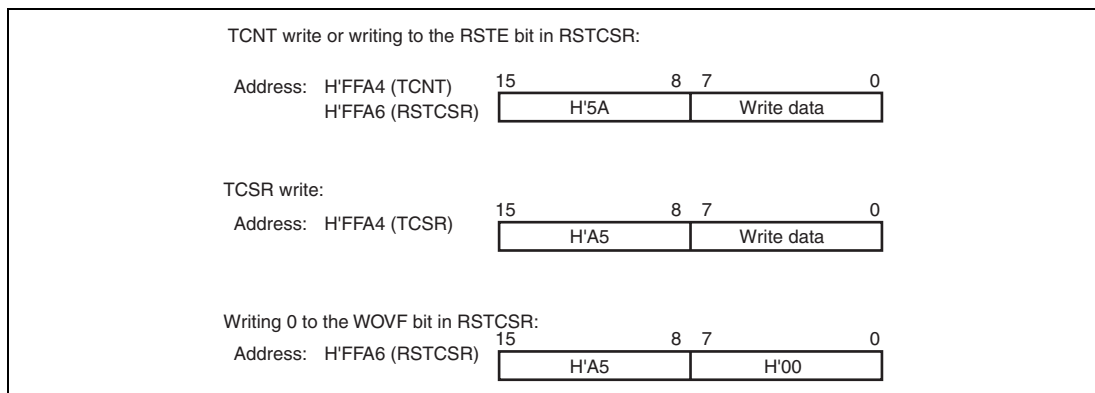 TCNT write or writing to the RSTE bit in RSTCSR:
15 8 7 0
Address: H'FFA4 (TCNT)
H'FFA6 (RSTCSR) H'5A Write data
TCSR write:
15 8 7 0
Address: H'FFA4 (TCSR) H'A5 Write data
Writing 0 to the WOVF bit in RSTCSR:
15 8 7 0
Address: H'FFA6 (RSTCSR) H'A5 H'00